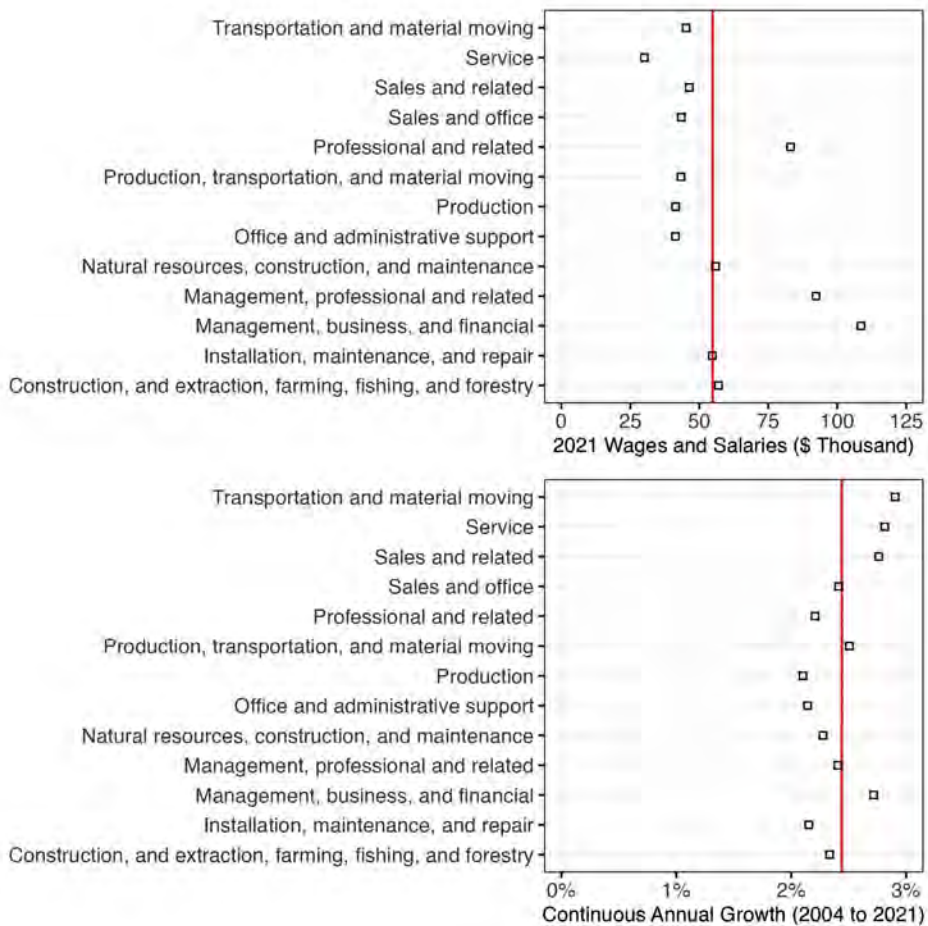 Transportation and material moving
Service
Sales and related
Sales and office
Professional and related
Production, transportation, and material moving
Production
Office and administrative support
Natural resources, construction, and maintenance
Management, professional and related
Management, business, and financial
Installation, maintenance, and repair
Construction, and extraction, farming, fishing, and forestry
0 25 50 75 100 125
2021 Wages and Salaries ($ Thousand)
Transportation and material moving
Service
Sales and related
Sales and office
Professional and related
Production, transportation, and material moving
Production
Office and administrative support
Natural resources, construction, and maintenance
Management, professional and related
Management, business, and financial
Installation, maintenance, and repair
Construction, and extraction, farming, fishing, and forestry
0% 1% 2% 3%
Continuous Annual Growth (2004 to 2021)